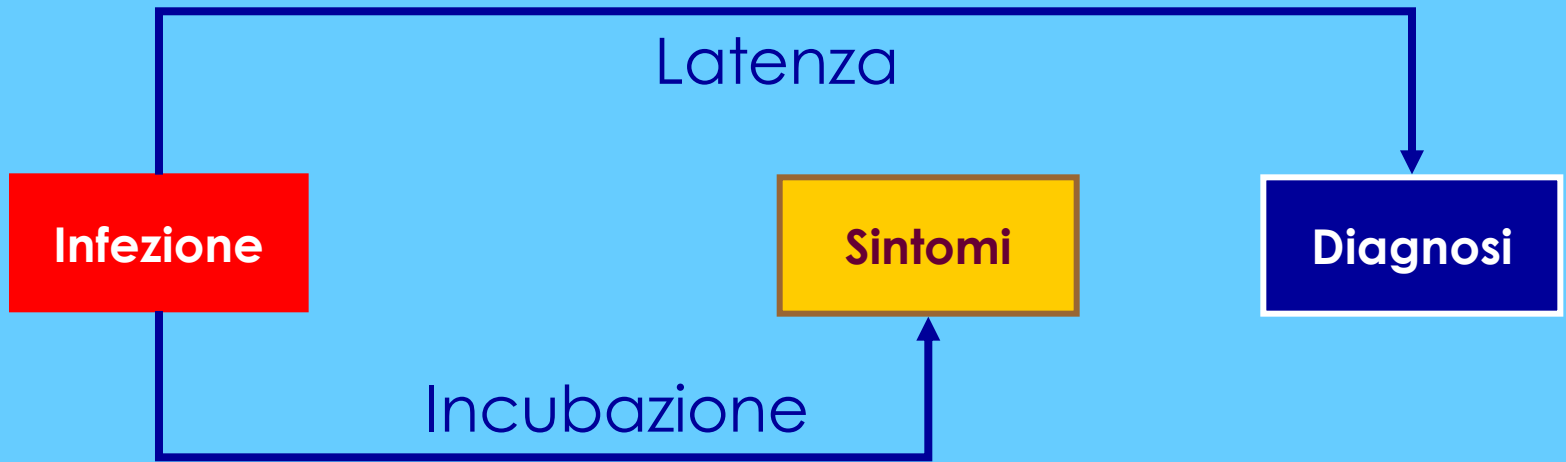 Latenza
Infezione
Sintomi
Diagnosi
Incubazione